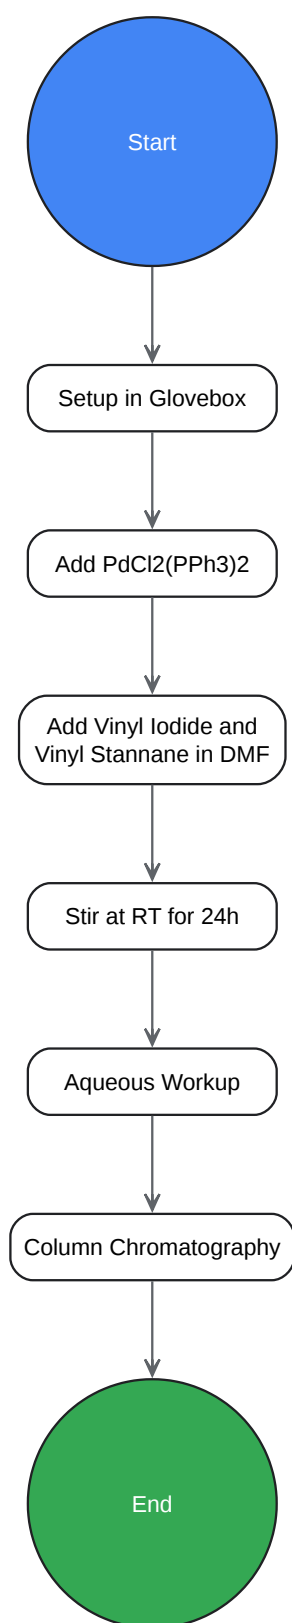 Start
Setup in Glovebox
Add PdCl2(PPh3)2
Add Vinyl Iodide and
Vinyl Stannane in DMF
Stir at RT for 24h
Aqueous Workup
Column Chromatography
End